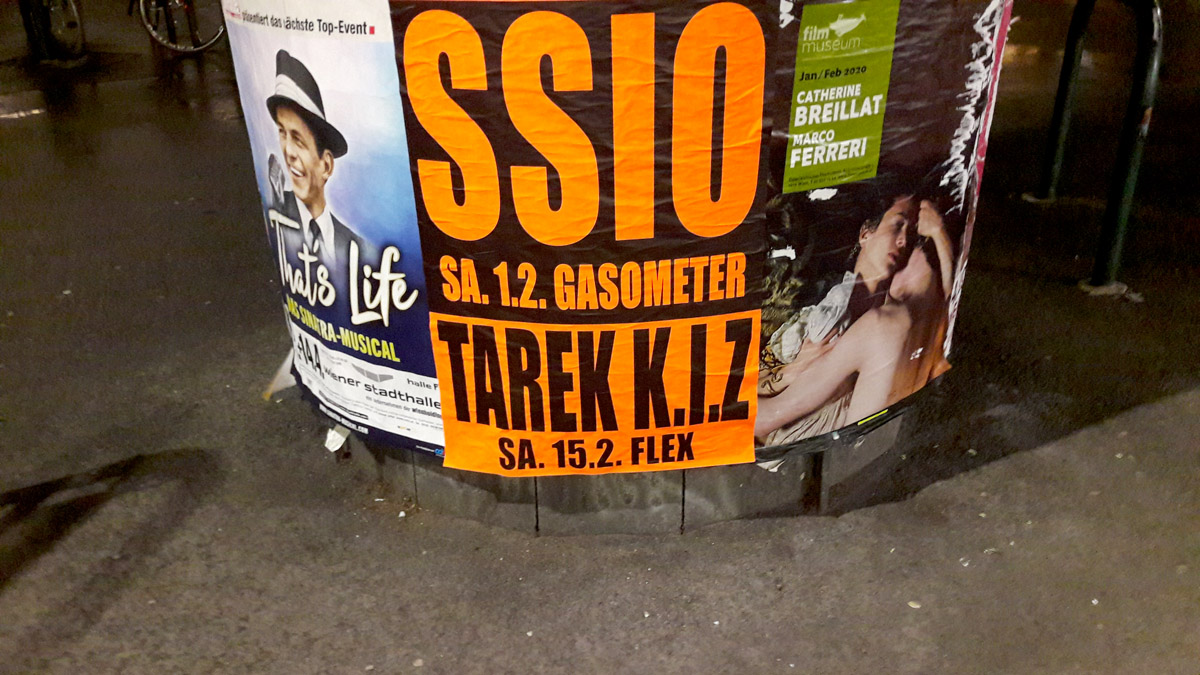 präsentiert das nächste Top-Event
That's Life
DAS SINATRA-MUSICAL
wiener stadthalle
halle F
SSIO
SA. 1.2. GASOMETER
TAREK K.I.Z
SA. 15.2. FLEX
film
museum
Jan/Feb 2020
CATHERINE
BREILLAT
MARCO
FERRERI